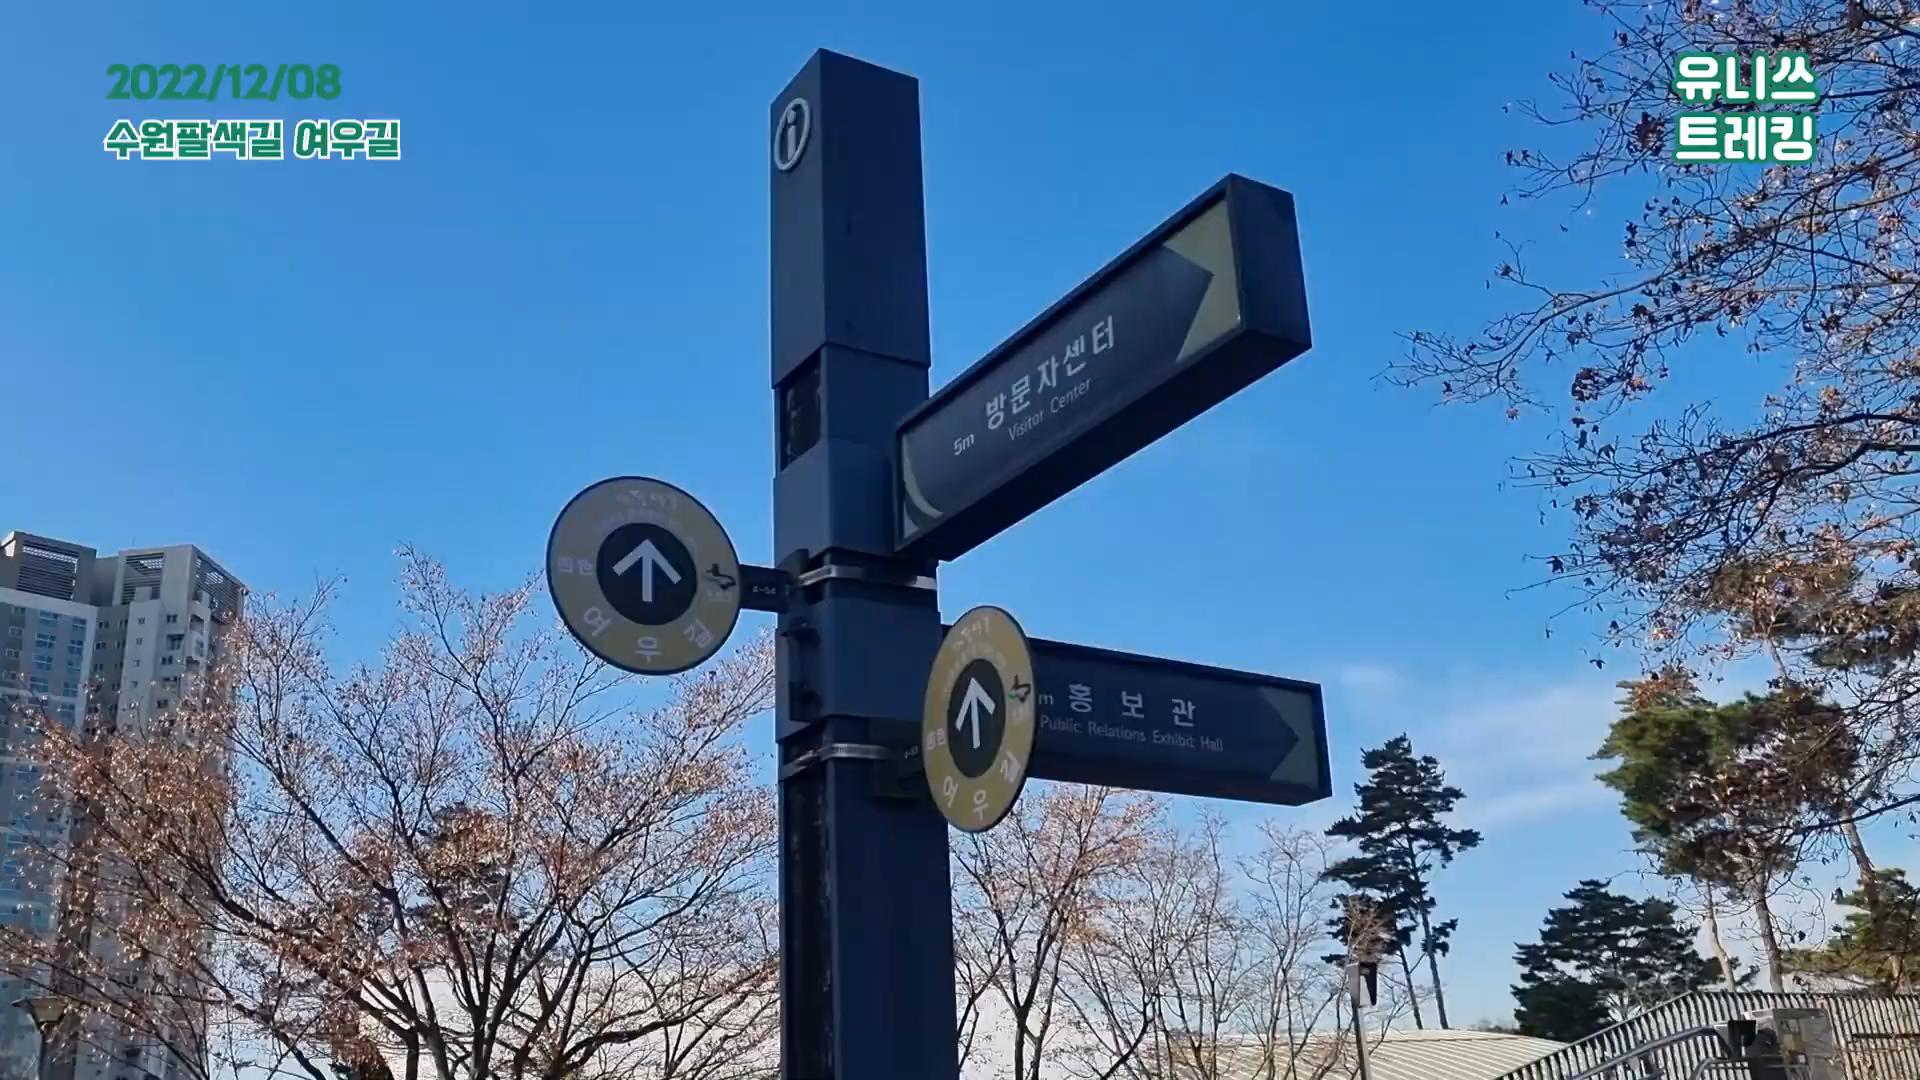 2022/12/08
수원팔색길 여우길
유니쓰
트레킹
i
5m 방문자센터
Visitor Center
여우길
m 홍보관
Public Relations Exhibit Hall
여우길